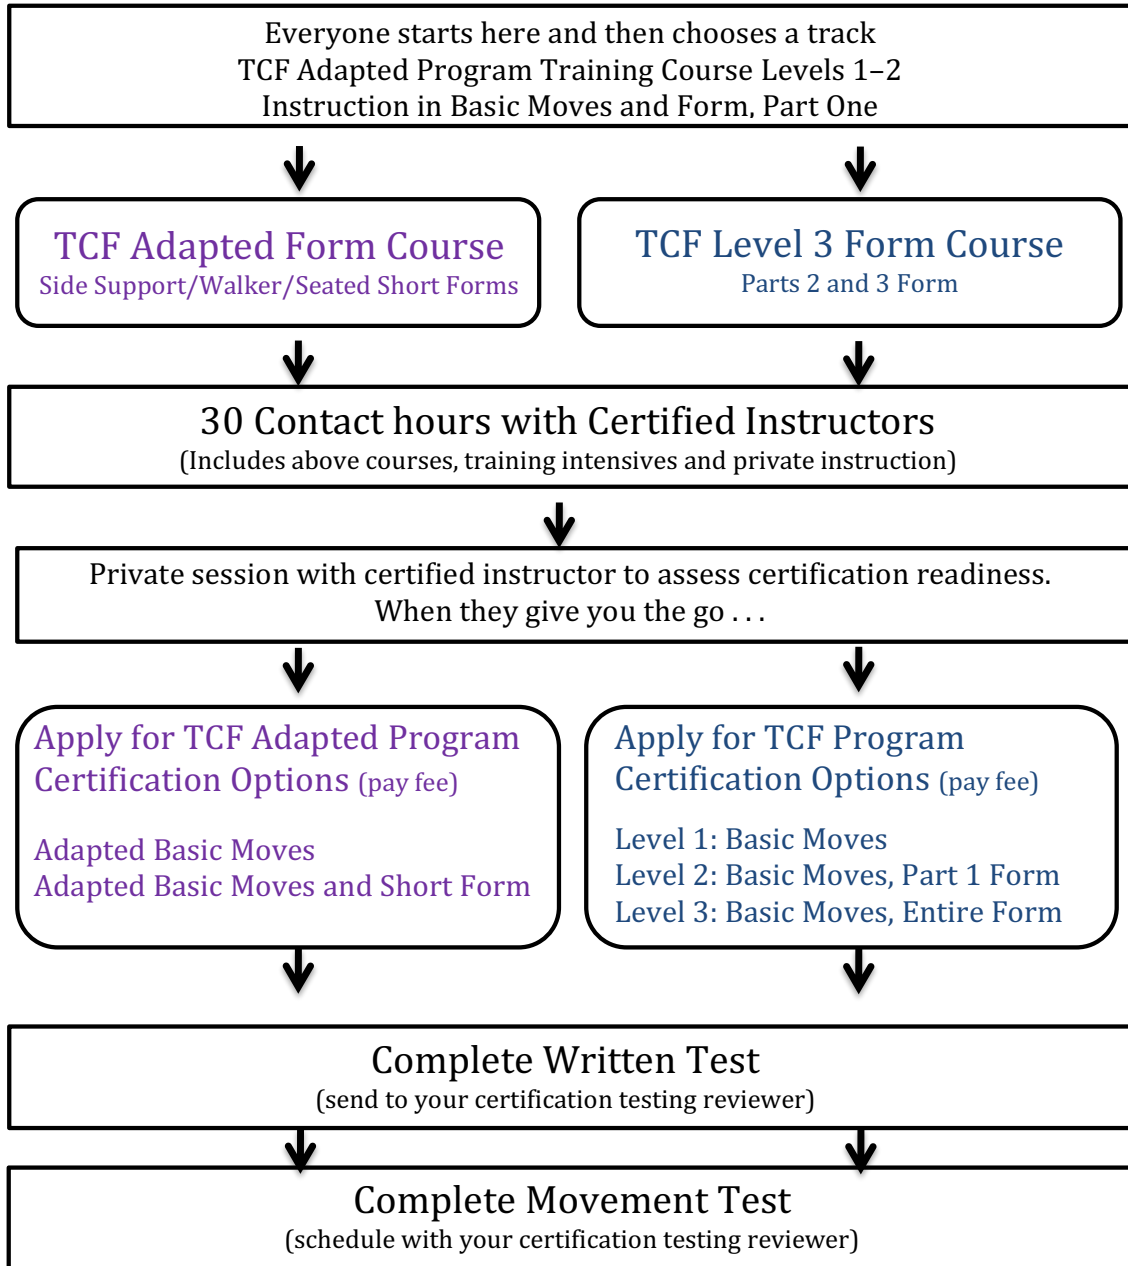 Everyone starts here and then chooses a track
TCF Adapted Program Training Course Levels 1–2
Instruction in Basic Moves and Form, Part One
TCF Adapted Form Course
Side Support/Walker/Seated Short Forms
TCF Level 3 Form Course
Parts 2 and 3 Form
30 Contact hours with Certified Instructors
(Includes above courses, training intensives and private instruction)
Private session with certified instructor to assess certification readiness.
When they give you the go . . .
Apply for TCF Adapted Program
Certification Options (pay fee)
Adapted Basic Moves
Adapted Basic Moves and Short Form
Apply for TCF Program
Certification Options (pay fee)
Level 1: Basic Moves
Level 2: Basic Moves, Part 1 Form
Level 3: Basic Moves, Entire Form
Complete Written Test
(send to your certification testing reviewer)
Complete Movement Test
(schedule with your certification testing reviewer)